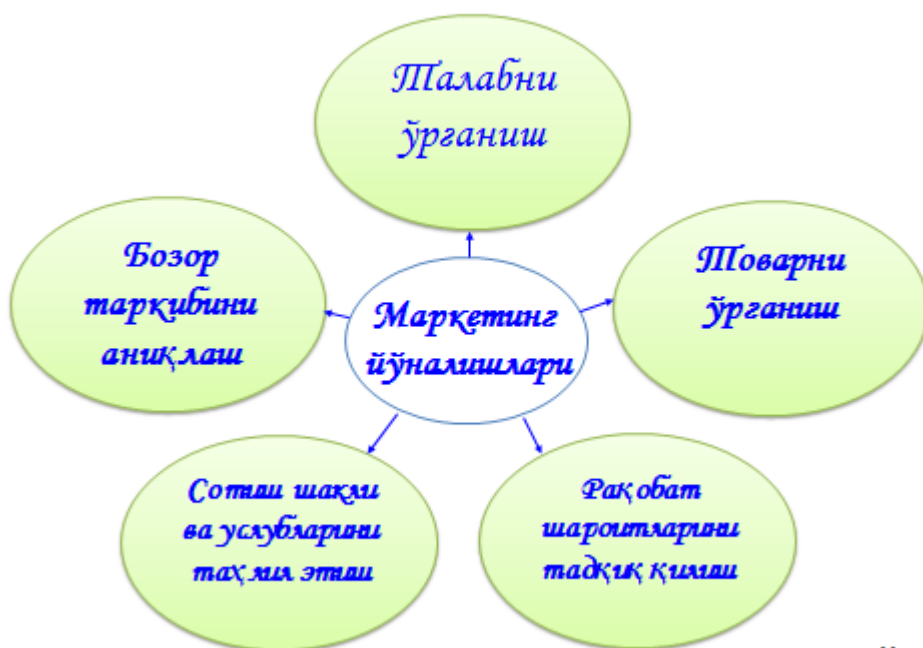 Талабни
ўрганиш
Бозор
таркибини
аниқлаш
Маркетинг
йўналишлари
Товарни
ўрганиш
Сотиш шакли
ва услубларини
таҳлил этиш
Рақобат
шароитларини
тадқиқ қилиш